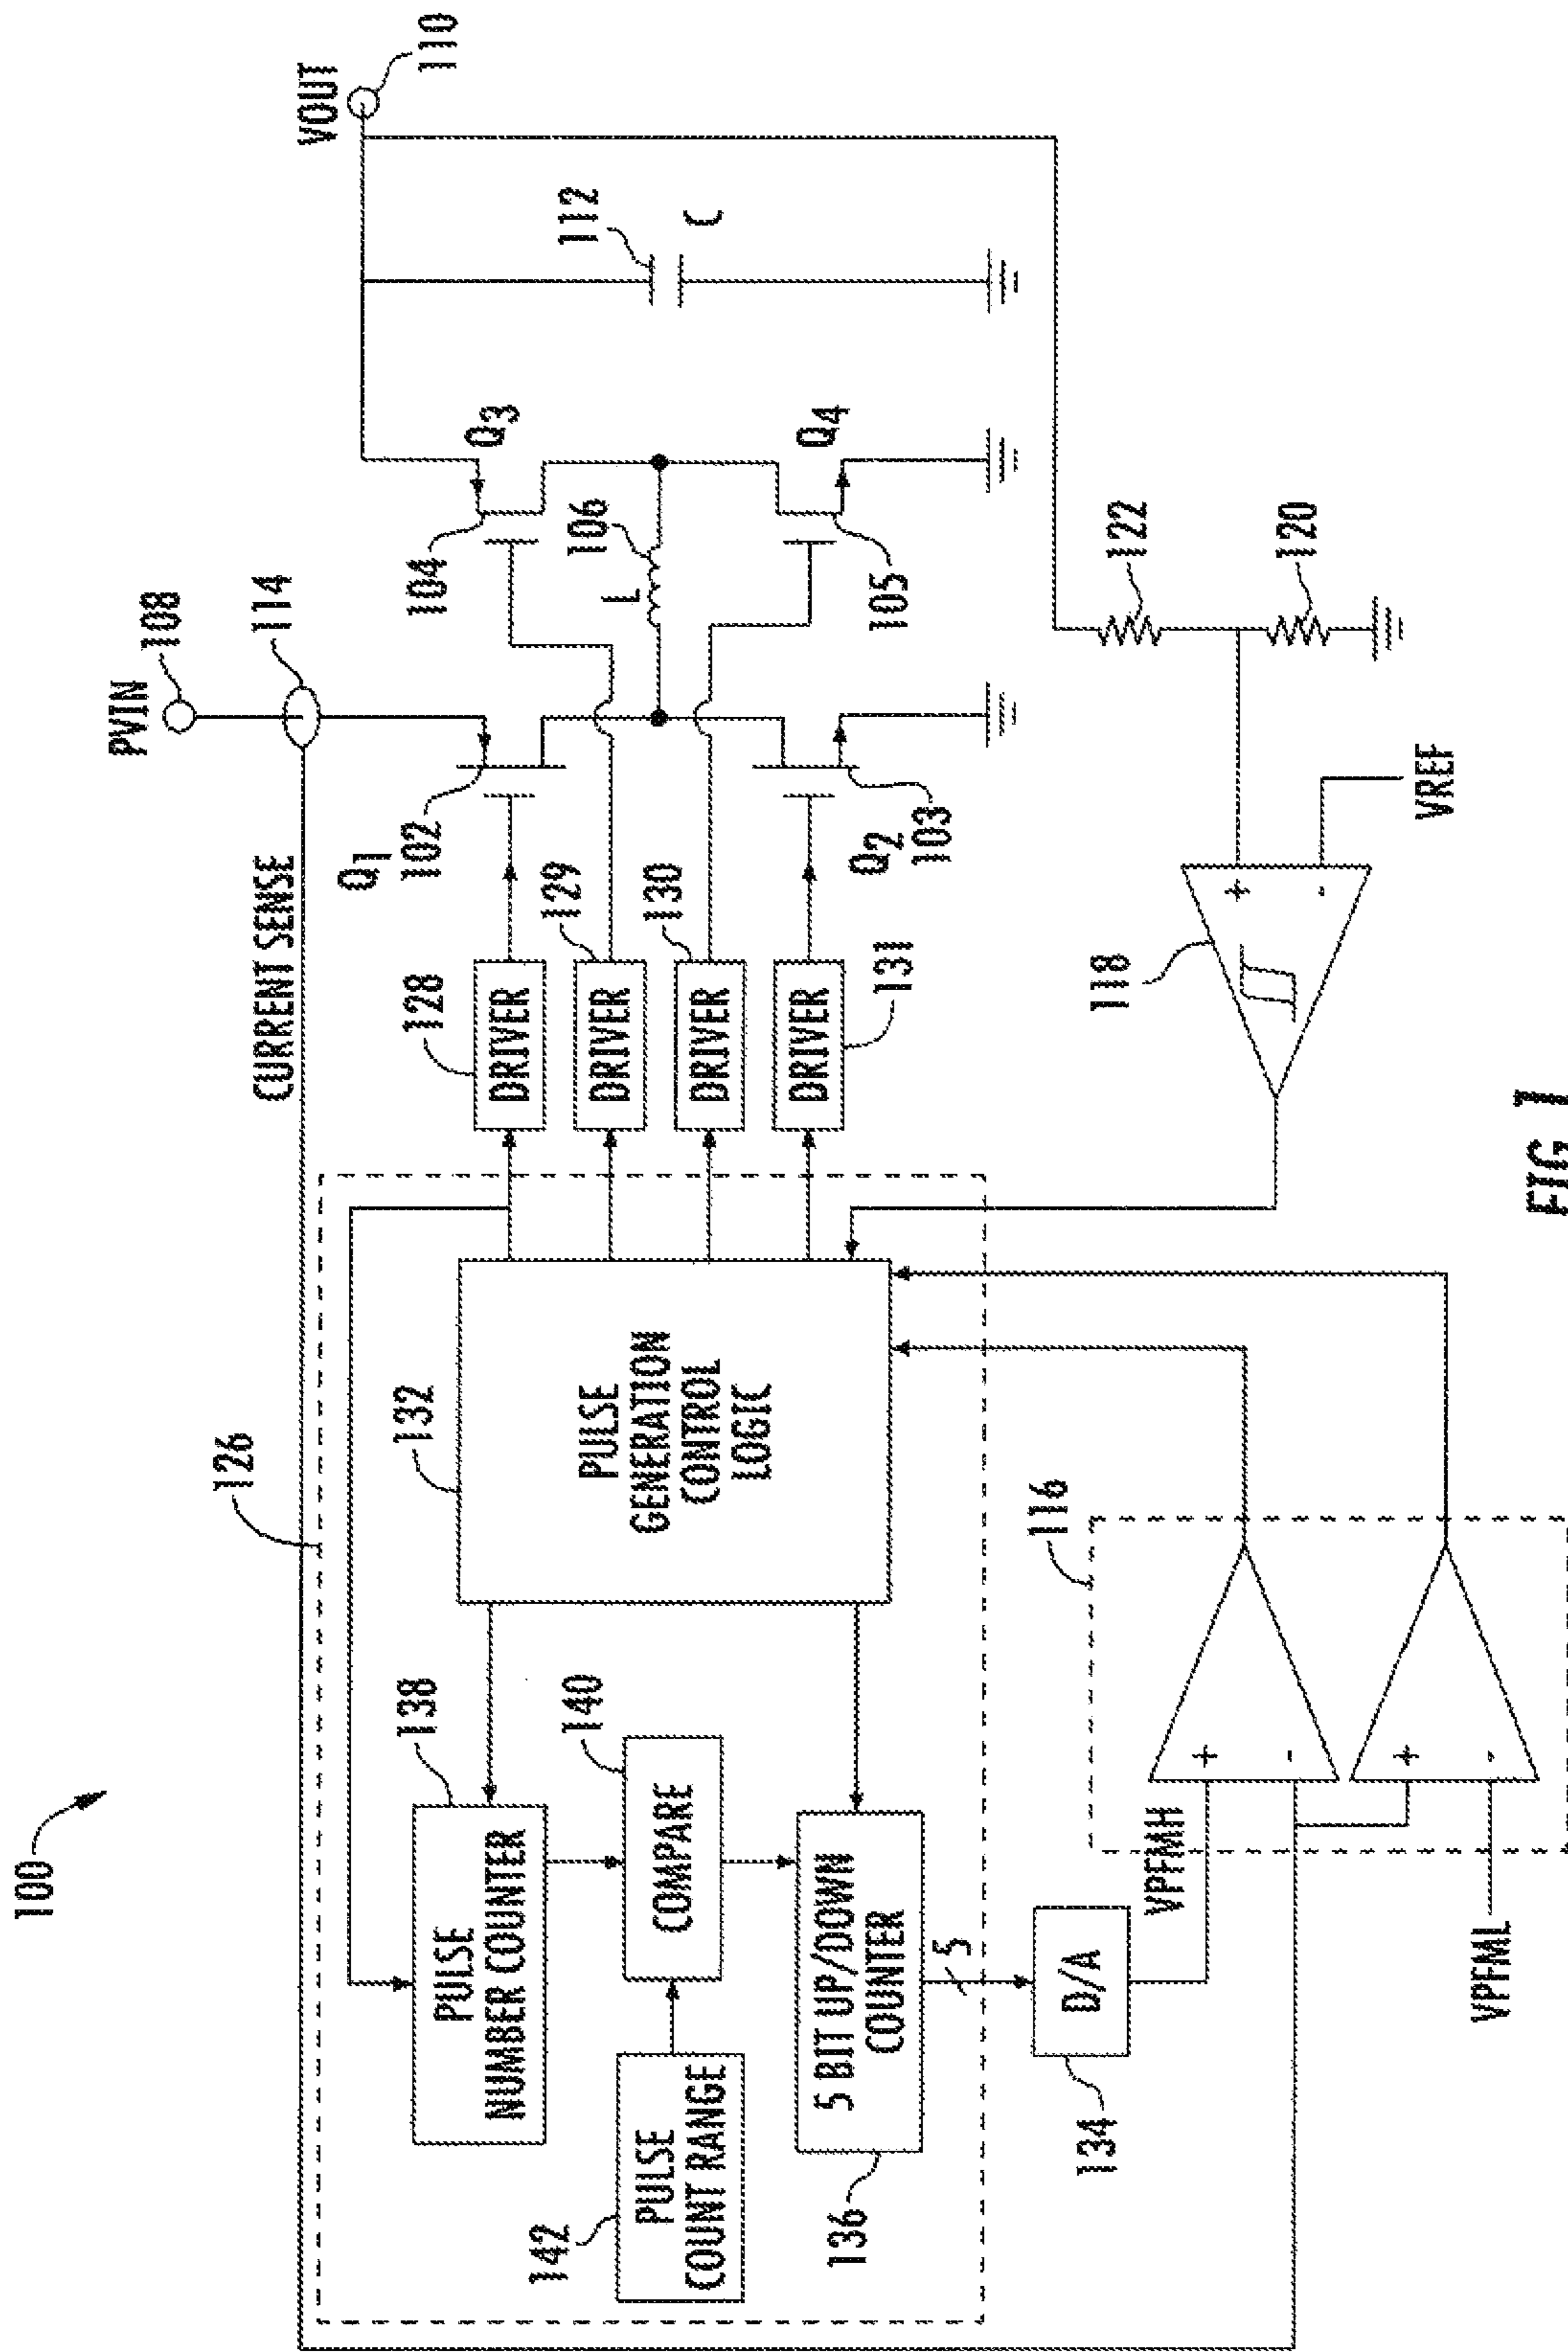 100
126
CURRENT SENSE
PVIN
108
114
VOUT
110
132
PULSE
GENERATION
CONTROL
LOGIC
138
PULSE
NUMBER COUNTER
140
COMPARE
142
PULSE
COUNT RANGE
136
5 BIT UP/DOWN
COUNTER
5
134
D/A
128
DRIVER
129
DRIVER
130
DRIVER
131
DRIVER
Q1
102
Q2
103
104
Q3
L
106
105
Q4
112
C
122
120
118
+
-
VREF
116
VPFMH
+
-
+
-
VPFML
FIG. 1